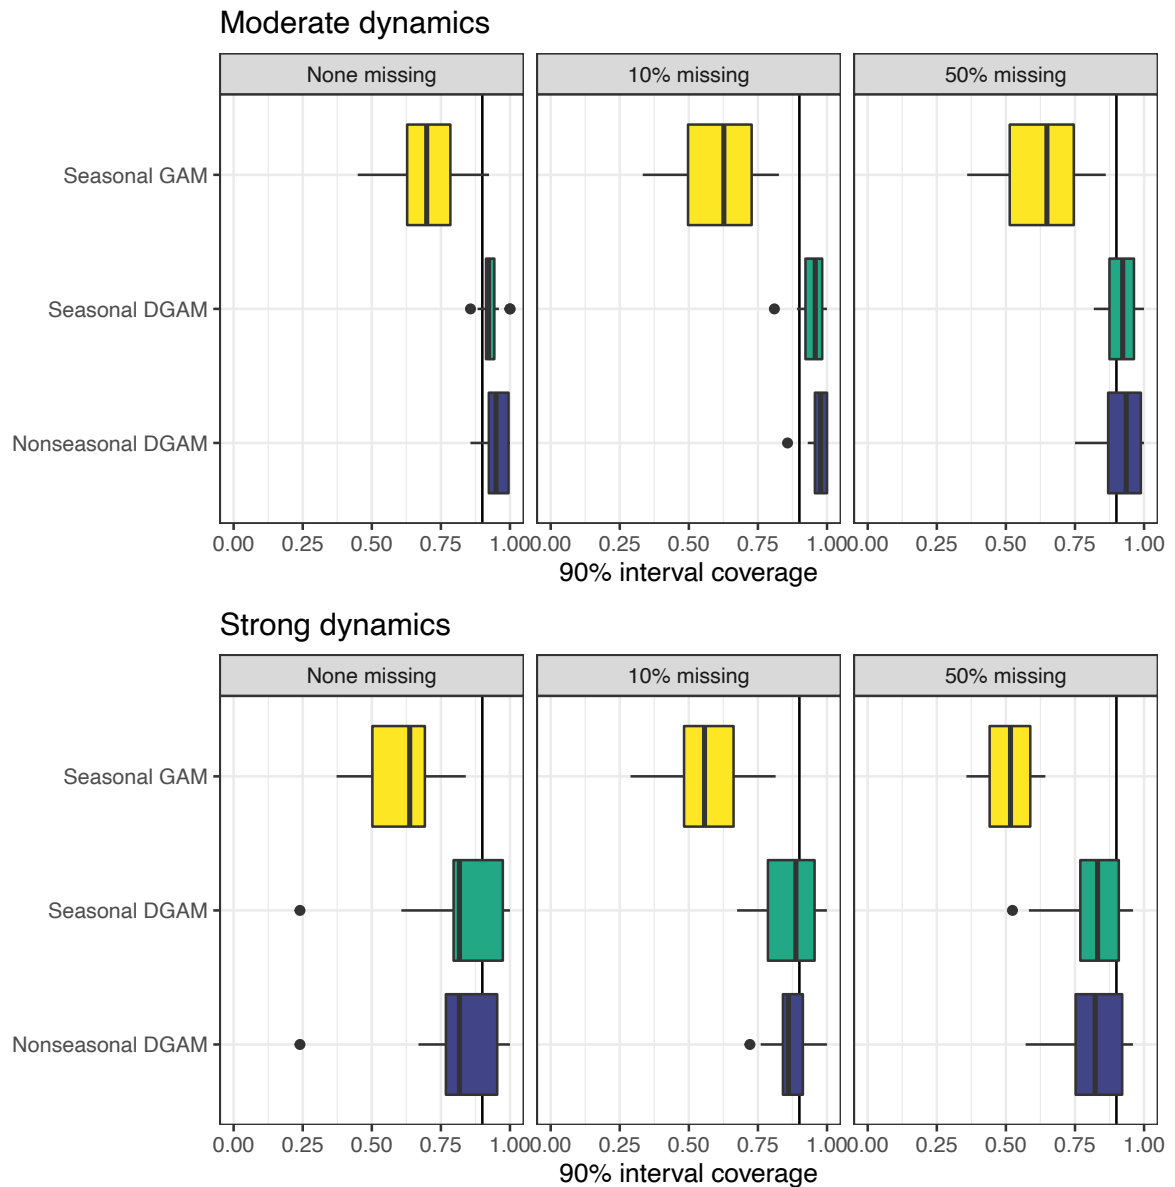 Moderate dynamics
None missing 10% missing 50% missing
Seasonal GAM
Seasonal DGAM
Nonseasonal DGAM
0.00 0.25 0.50 0.75 1.00 0.00 0.25 0.50 0.75 1.00 0.00 0.25 0.50 0.75 1.00
90% interval coverage
Strong dynamics
None missing 10% missing 50% missing
Seasonal GAM
Seasonal DGAM
Nonseasonal DGAM
0.00 0.25 0.50 0.75 1.00 0.00 0.25 0.50 0.75 1.00 0.00 0.25 0.50 0.75 1.00
90% interval coverage